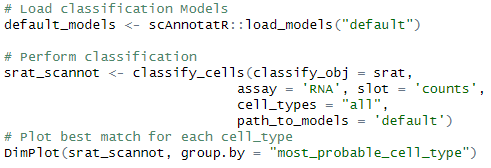 # Load classification Models
default_models <- scAnnotatR::load_models("default")
# Perform classification
srat_scannot <- classify_cells(classify_obj = srat,
assay = 'RNA', slot = 'counts',
cell_types = "all",
path_to_models = 'default')
# Plot best match for each cell_type
DimPlot(srat_scannot, group.by = "most_probable_cell_type")